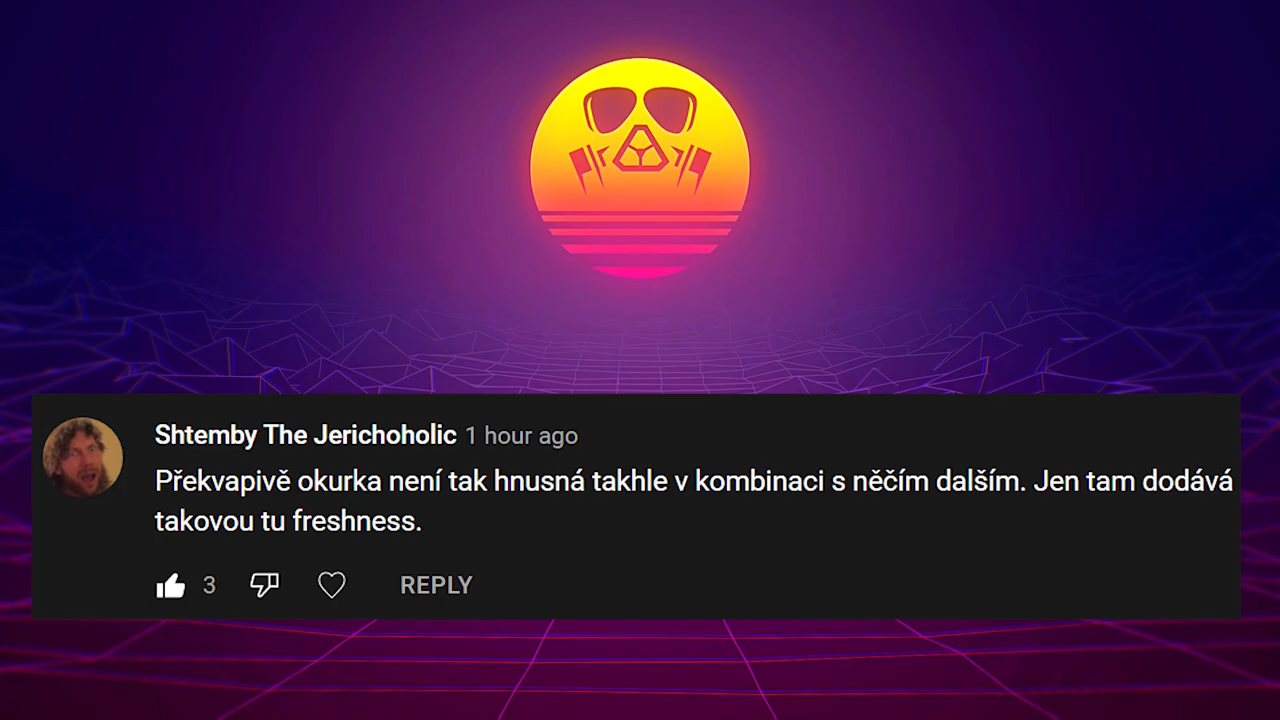 Shtemby The Jerichoholic 1 hour ago
Překvapivě okurka není tak hnusná takhle v kombinaci s něčím dalším. Jen tam dodává
takovou tu freshness.
3 REPLY